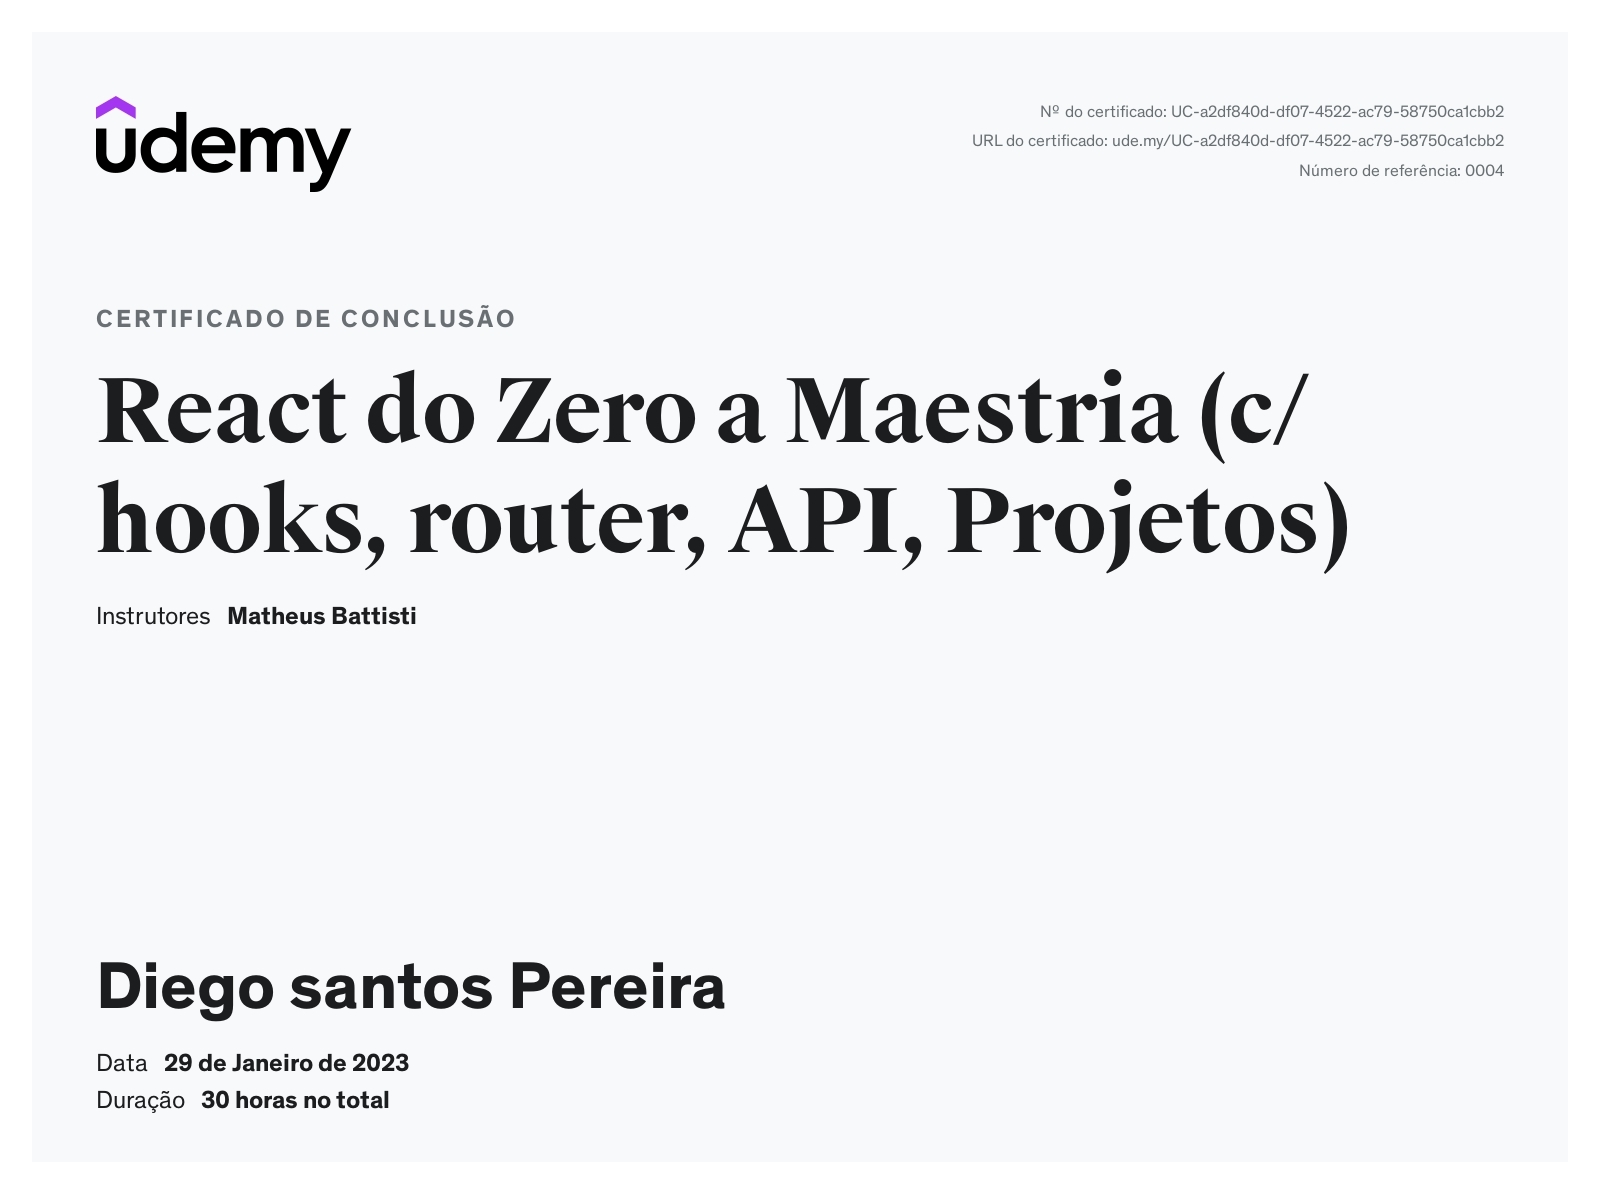 udemy
Nº do certificado: UC-a2df840d-df07-4522-ac79-58750ca1cbb2
URL do certificado: ude.my/UC-a2df840d-df07-4522-ac79-58750ca1cbb2
Número de referência: 0004
CERTIFICADO DE CONCLUSÃO
React do Zero a Maestria (c/
hooks, router, API, Projetos)
Instrutores Matheus Battisti
Diego santos Pereira
Data 29 de Janeiro de 2023
Duração 30 horas no total